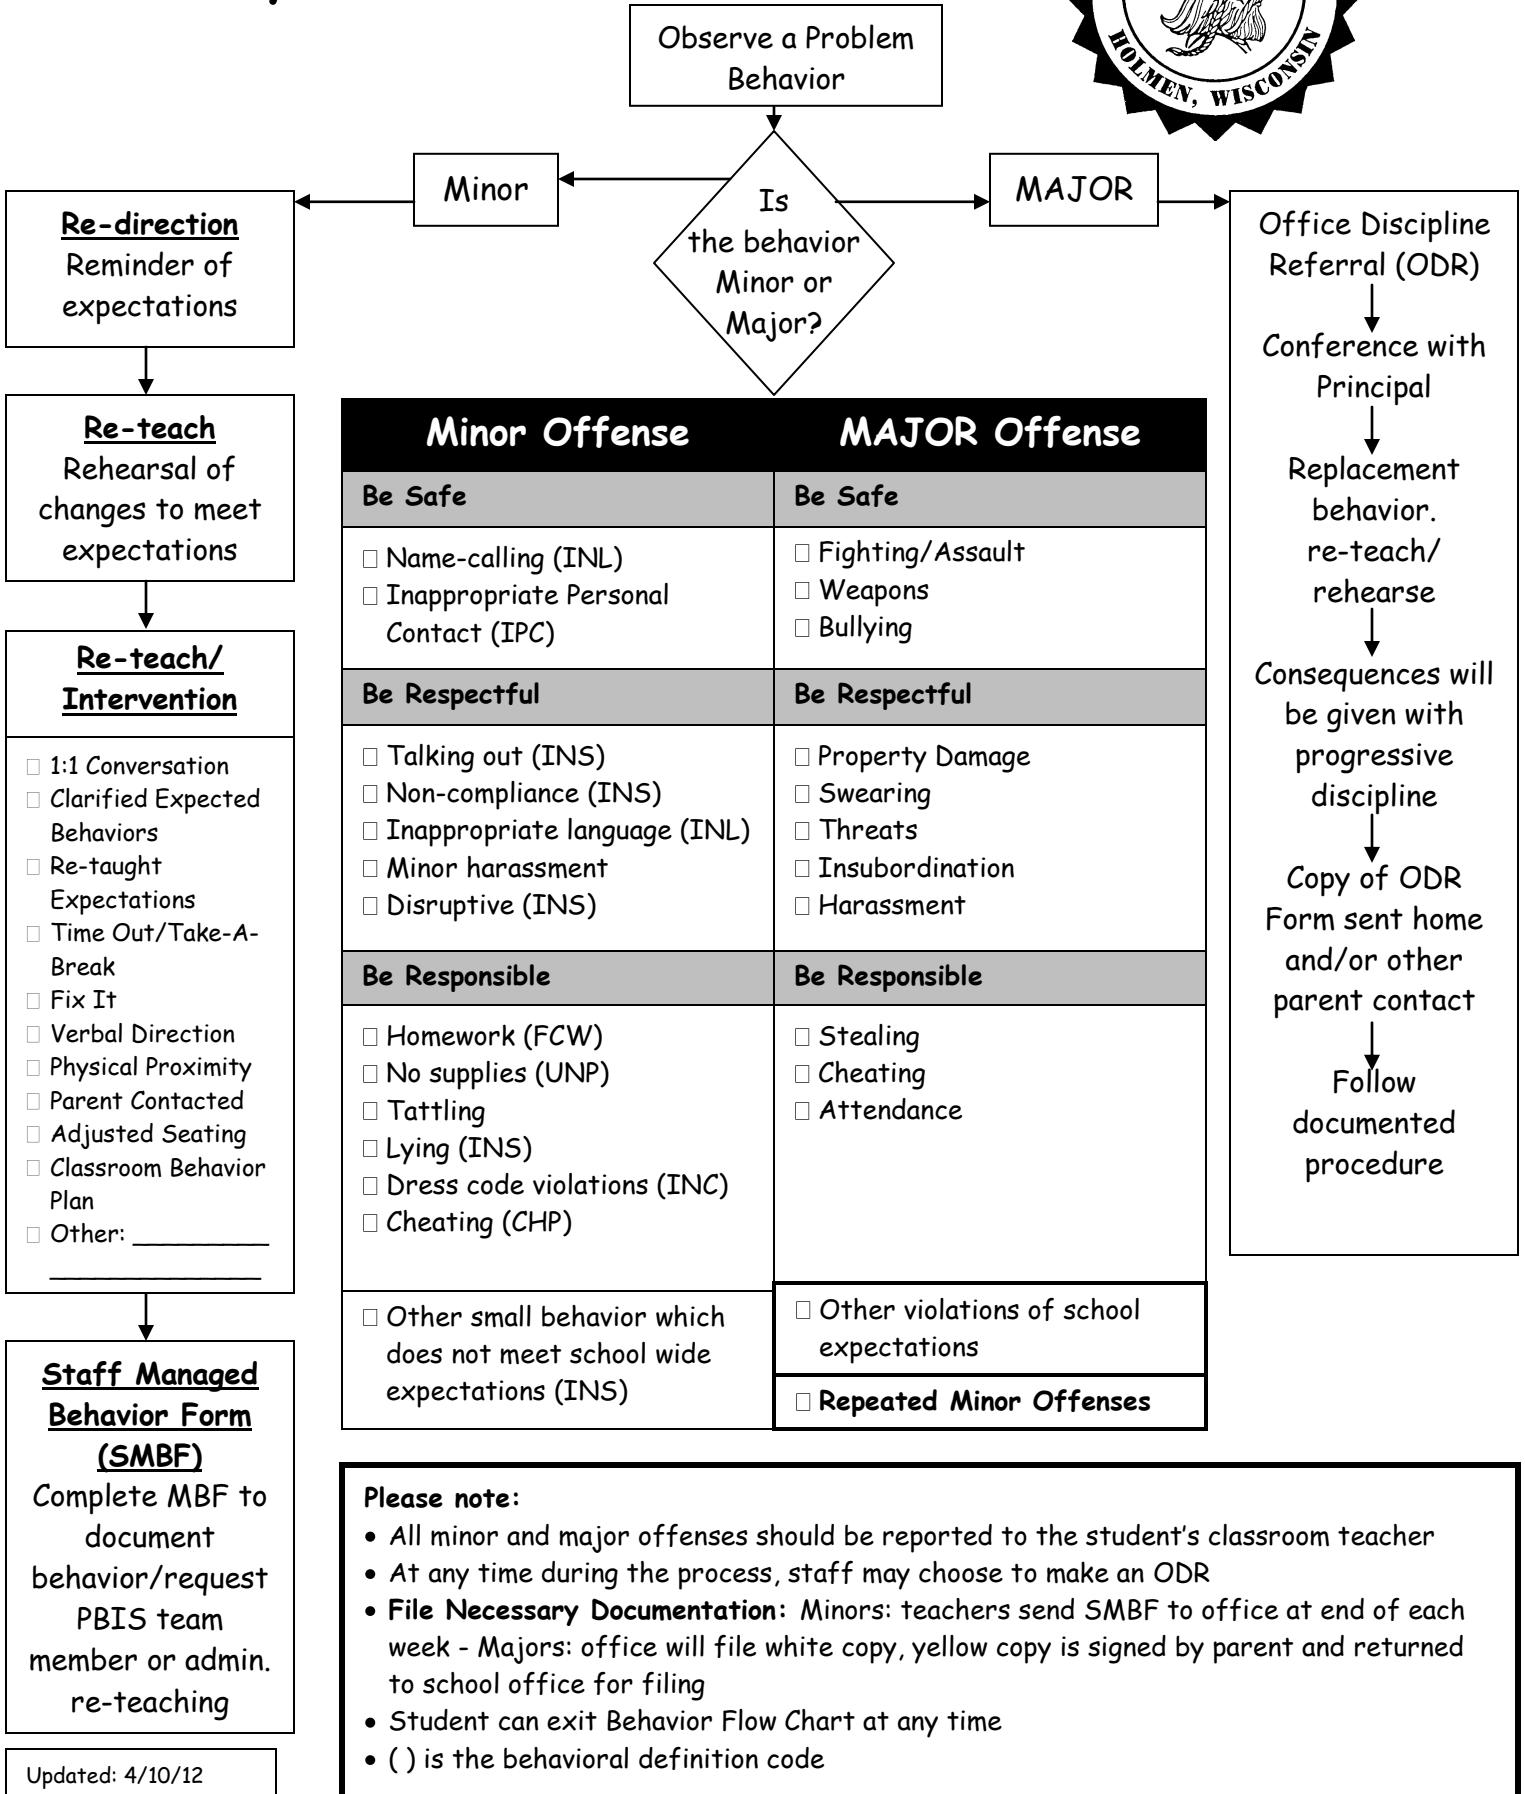 HOLMEN, WISCONSIN
Observe a Problem
Behavior
Minor
Is
the behavior
Minor or
Major?
MAJOR
Re-direction
Reminder of
expectations
Re-teach
Rehearsal of
changes to meet
expectations
Re-teach/
Intervention
1:1 Conversation
Clarified Expected
Behaviors
Re-taught
Expectations
Time Out/Take-A-
Break
Fix It
Verbal Direction
Physical Proximity
Parent Contacted
Adjusted Seating
Classroom Behavior
Plan
Other: _________
______________
Staff Managed
Behavior Form
(SMBF)
Complete MBF to
document
behavior/request
PBIS team
member or admin.
re-teaching
Updated: 4/10/12
Minor Offense
MAJOR Offense
Be Safe
Be Safe
Name-calling (INL)
Inappropriate Personal
Contact (IPC)
Fighting/Assault
Weapons
Bullying
Be Respectful
Be Respectful
Talking out (INS)
Non-compliance (INS)
Inappropriate language (INL)
Minor harassment
Disruptive (INS)
Property Damage
Swearing
Threats
Insubordination
Harassment
Be Responsible
Be Responsible
Homework (FCW)
No supplies (UNP)
Tattling
Lying (INS)
Dress code violations (INC)
Cheating (CHP)
Stealing
Cheating
Attendance
Other small behavior which
does not meet school wide
expectations (INS)
Other violations of school
expectations
Repeated Minor Offenses
Office Discipline
Referral (ODR)
Conference with
Principal
Replacement
behavior.
re-teach/
rehearse
Consequences will
be given with
progressive
discipline
Copy of ODR
Form sent home
and/or other
parent contact
Follow
documented
procedure
Please note:
• All minor and major offenses should be reported to the student's classroom teacher
• At any time during the process, staff may choose to make an ODR
• File Necessary Documentation: Minors: teachers send SMBF to office at end of each
week - Majors: office will file white copy, yellow copy is signed by parent and returned
to school office for filing
• Student can exit Behavior Flow Chart at any time
• ( ) is the behavioral definition code